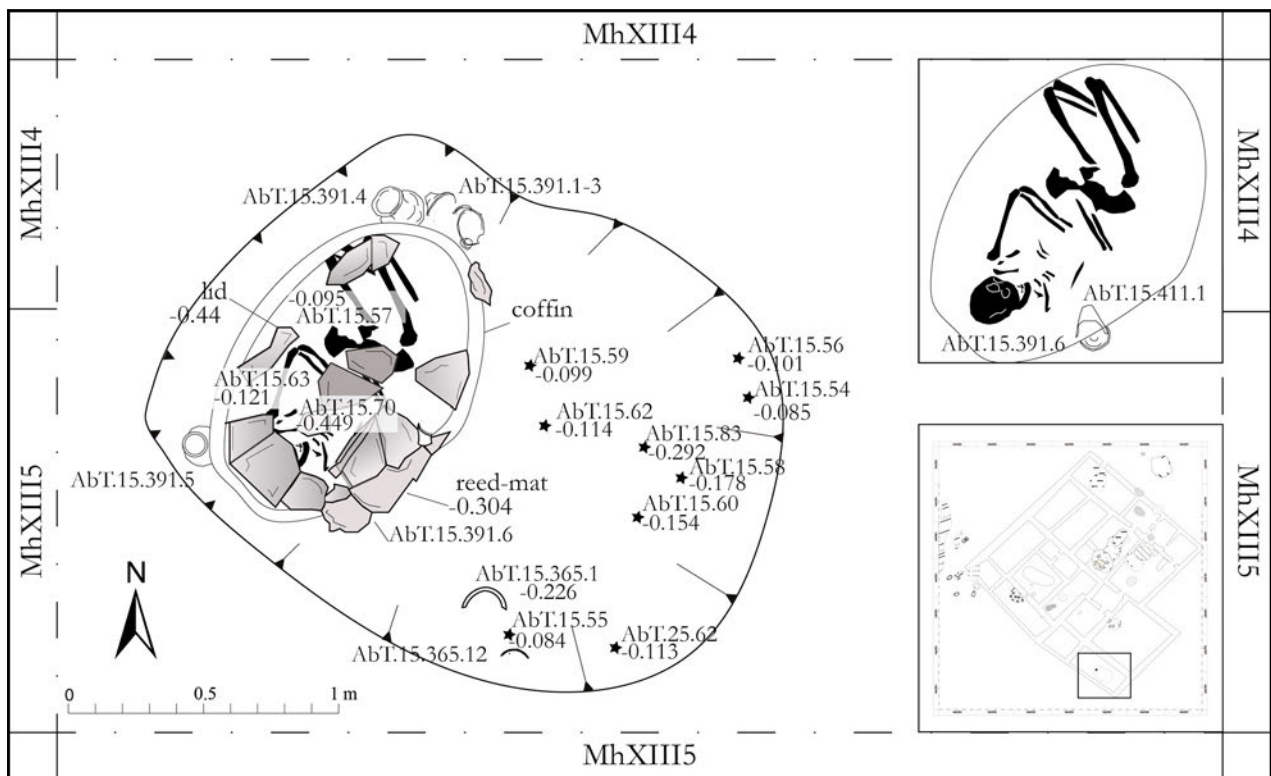 MhXIII4
MhXIII4
MhXIII5
AbT.15.391.4
AbT.15.391.1-3
lid
-0.44
-0.095
AbT.15.57
coffin
AbT.15.63
-0.121
AbT.15.70
-0.449
AbT.15.391.5
reed-mat
-0.304
AbT.15.391.6
AbT.15.59
-0.099
AbT.15.62
-0.114
AbT.15.56
-0.101
AbT.15.54
-0.085
AbT.15.83
-0.292
AbT.15.58
-0.178
AbT.15.60
-0.154
AbT.15.365.1
-0.226
AbT.15.55
-0.084
AbT.15.365.12
AbT.25.62
-0.113
N
0 0.5 1 m
AbT.15.411.1
AbT.15.391.6
MhXIII4
MhXIII5
MhXIII5